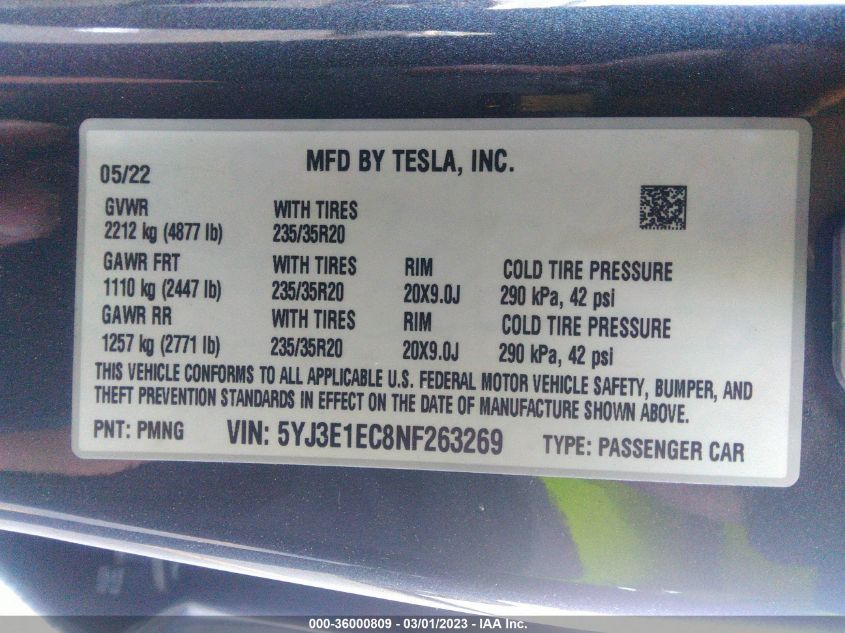 MFD BY TESLA, INC.
05/22
GVWR WITH TIRES
2212 kg (4877 lb) 235/35R20
GAWR FRT WITH TIRES RIM COLD TIRE PRESSURE
1110 kg (2447 lb) 235/35R20 20X9.0J 290 kPa, 42 psi
GAWR RR WITH TIRES RIM COLD TIRE PRESSURE
1257 kg (2771 lb) 235/35R20 20X9.0J 290 kPa, 42 psi
THIS VEHICLE CONFORMS TO ALL APPLICABLE U.S. FEDERAL MOTOR VEHICLE SAFETY, BUMPER, AND
THEFT PREVENTION STANDARDS IN EFFECT ON THE DATE OF MANUFACTURE SHOWN ABOVE.
PNT: PMNG VIN: 5YJ3E1EC8NF263269 TYPE: PASSENGER CAR
000-36000809 - 03/01/2023 - IAA Inc.